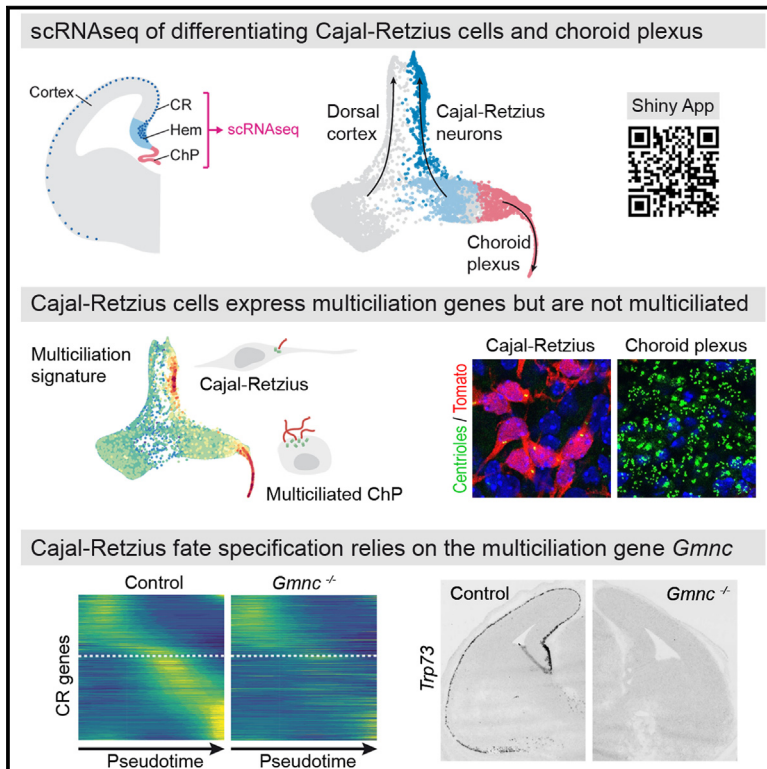 scRNAseq of differentiating Cajal-Retzius cells and choroid plexus
Cortex
CR
Hem
ChP
scRNAseq
Dorsal
cortex
Cajal-Retzius
neurons
Choroid
plexus
Shiny App
Cajal-Retzius cells express multiciliation genes but are not multiciliated
Multiciliation
signature
Cajal-Retzius
Multiciliated ChP
Centrioles / Tomato
Cajal-Retzius
Choroid plexus
Cajal-Retzius fate specification relies on the multiciliation gene Gmnc
CR genes
Control
Gmnc -/-
Pseudotime
Pseudotime
Trp73
Control
Gmnc -/-